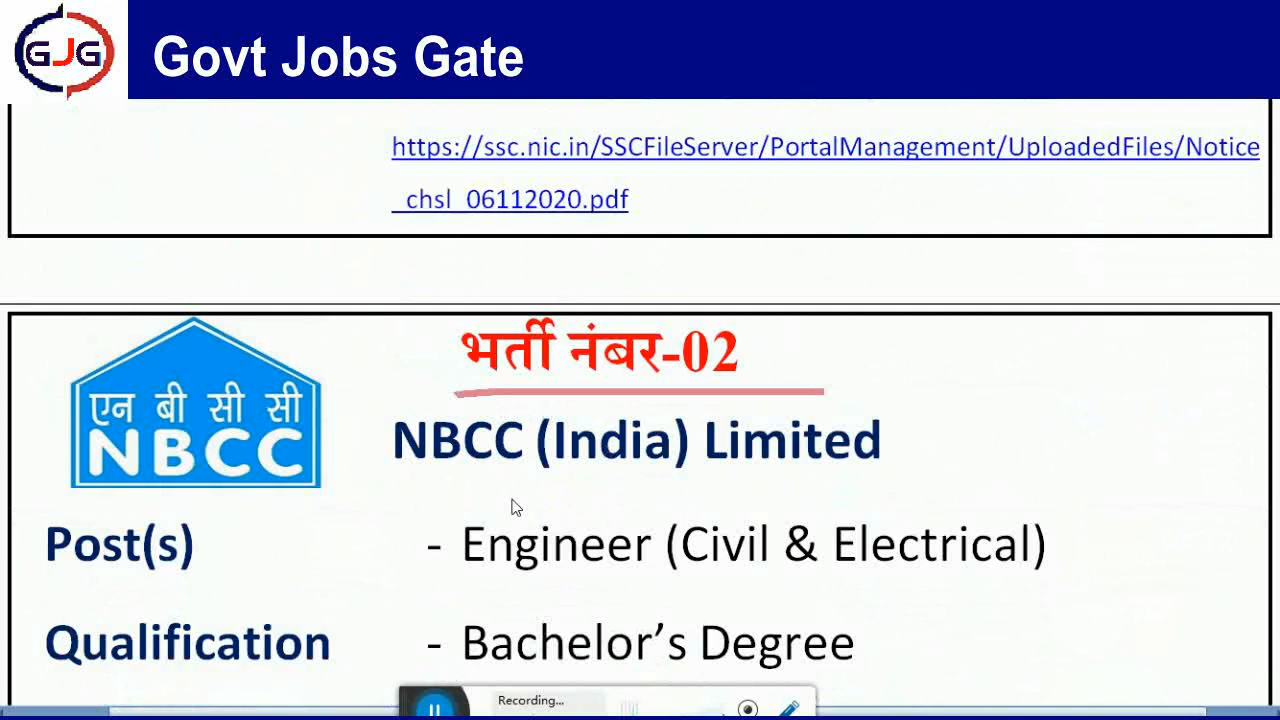 GJG
Govt Jobs Gate
https://ssc.nic.in/SSCFileServer/PortalManagement/UploadedFiles/Notice
_chsl_06112020.pdf
भर्ती नंबर-02
एन बी सी सी
NBCC
NBCC (India) Limited
Post(s) - Engineer (Civil & Electrical)
Qualification - Bachelor’s Degree
Recording...